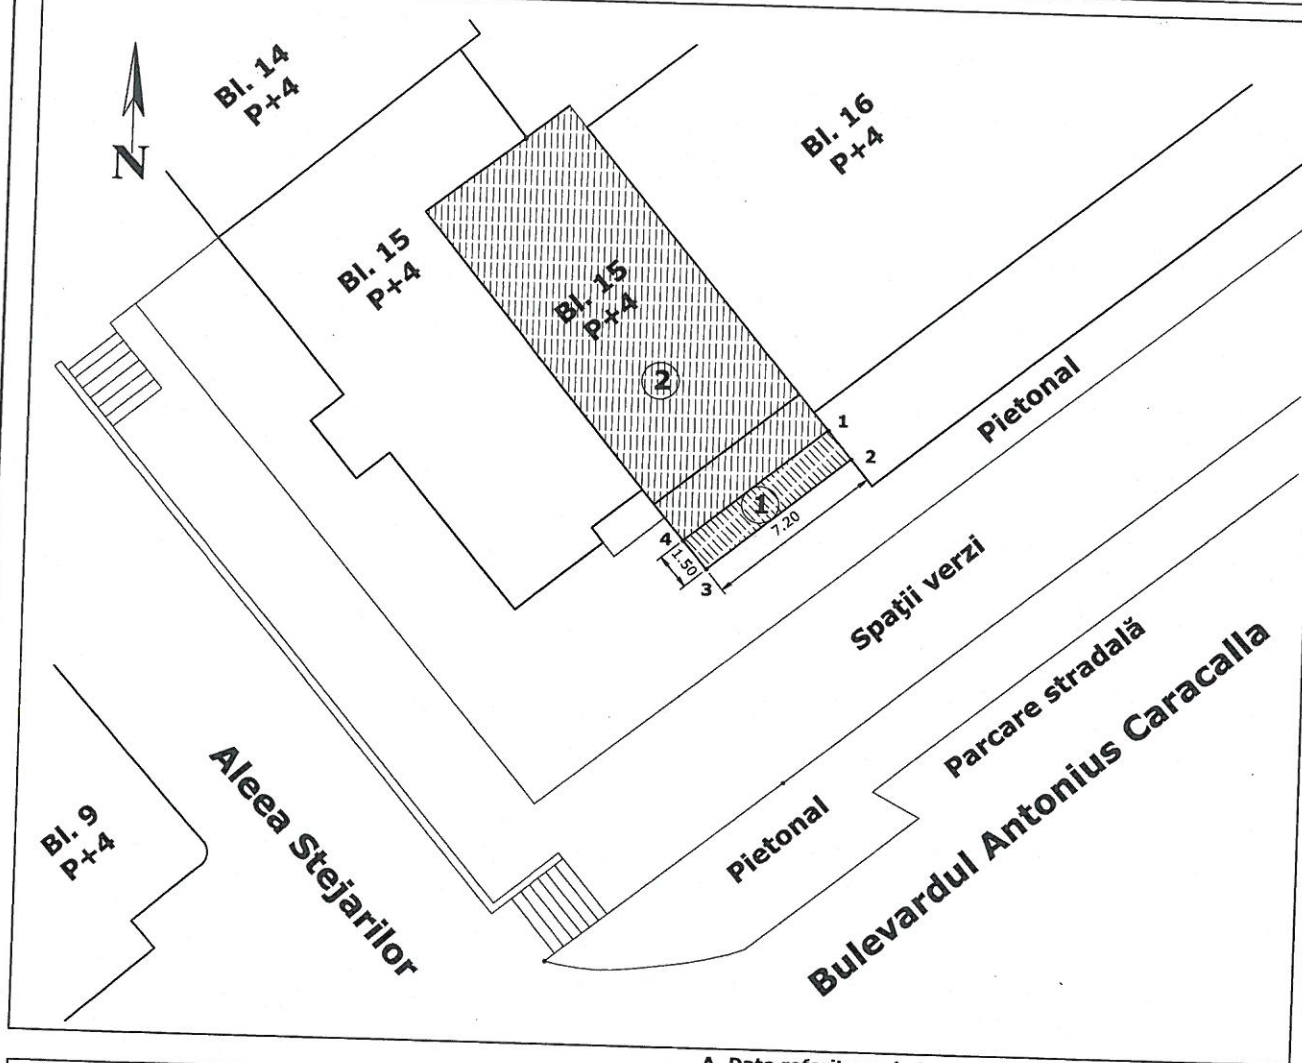 Bl. 14
P+4
N
Bl. 16
P+4
Bl. 15
P+4
Bl. 15
P+4
2
1
2
Pietonal
1
7.20
4
1.50
3
Spaţii verzi
Parcare stradală
Bulevardul Antonius Caracalla
Pietonal
Aleea Stejarilor
Bl. 9
P+4
A. Date